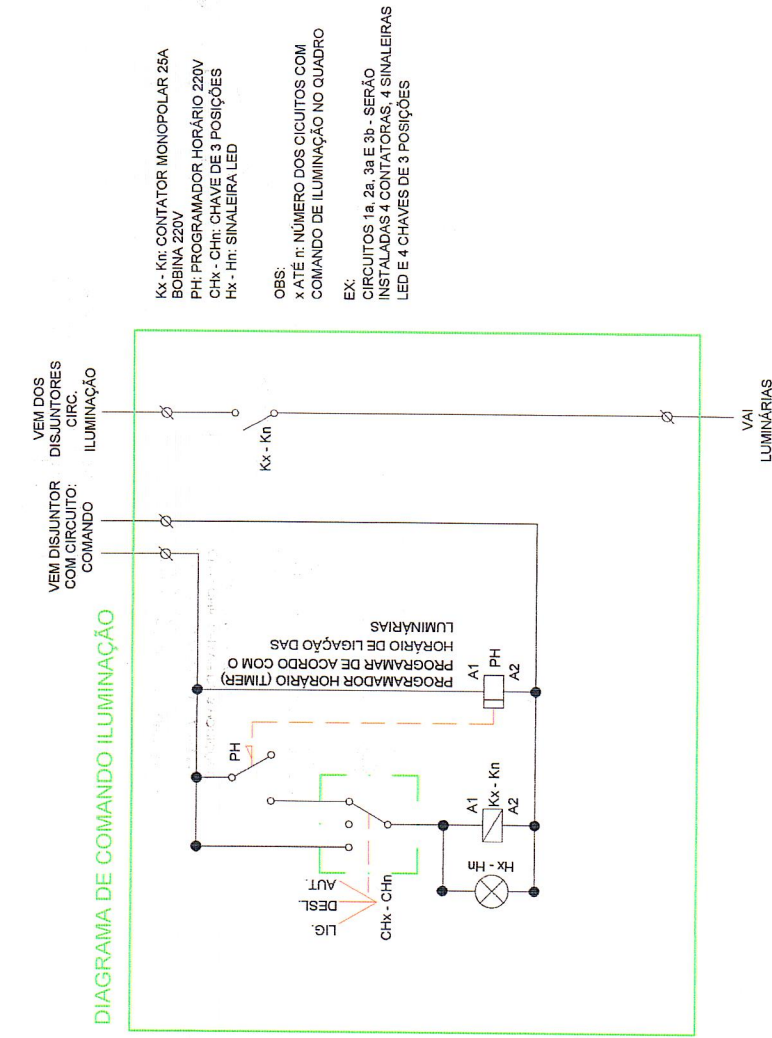 DIAGRAMA DE COMANDO ILUMINAÇÃO
VEM DISJUNTOR
COM CIRCUITO:
COMANDO
VEM DOS
DISJUNTORES
CIRC.
ILUMINAÇÃO
Kx - Kn
PH
PROGRAMADOR HORÁRIO (TIMER)
PROGRAMAR DE ACORDO COM O
HORÁRIO DE LIGAÇÃO DAS
LUMINÁRIAS
LIG.
DESL.
AUT.
CHx - CHn
Hx - Hn
A1
Kx - Kn
A2
A1
PH
A2
VAI
LUMINÁRIAS
Kx - Kn: CONTATOR MONOPOLAR 25A
BOBINA 220V
PH: PROGRAMADOR HORÁRIO 220V
CHx - CHn: CHAVE DE 3 POSIÇÕES
Hx - Hn: SINALEIRA LED
OBS:
x ATÉ n: NÚMERO DOS CICUITOS COM
COMANDO DE ILUMINAÇÃO NO QUADRO
EX:
CIRCUITOS 1a, 2a, 3a E 3b - SERÃO
INSTALADAS 4 CONTATORAS, 4 SINALEIRAS
LED E 4 CHAVES DE 3 POSIÇÕES